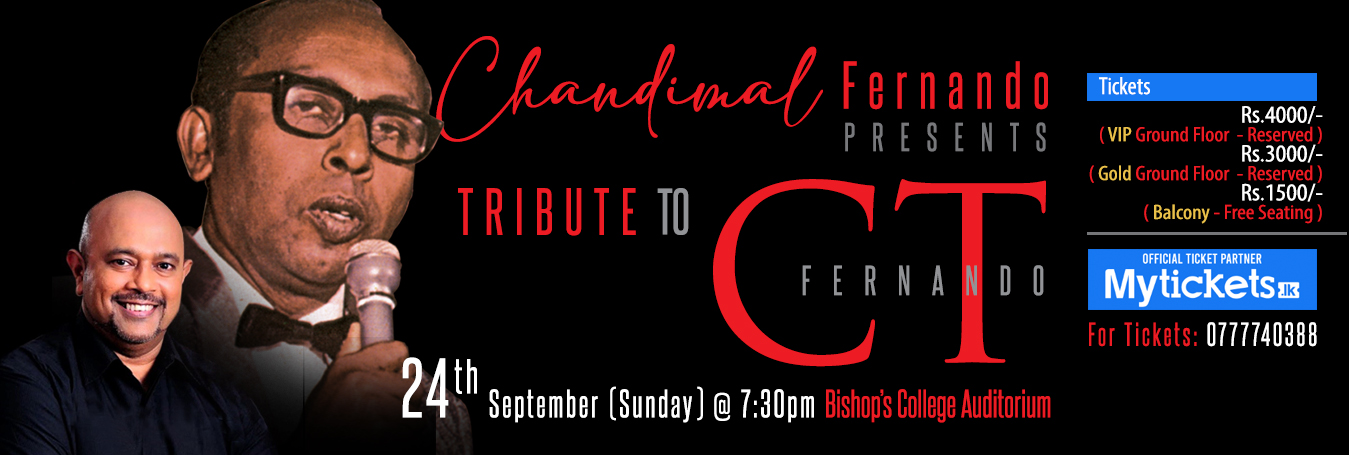 Chandimal Fernando
PRESENTS
TRIBUTE TO
CT
FERNANDO
24th September (Sunday) @ 7:30pm Bishop's College Auditorium
Tickets
Rs.4000/-
( VIP Ground Floor - Reserved )
Rs.3000/-
( Gold Ground Floor - Reserved )
Rs.1500/-
( Balcony - Free Seating )
OFFICIAL TICKET PARTNER
Mytickets.lk
For Tickets: 0777740388